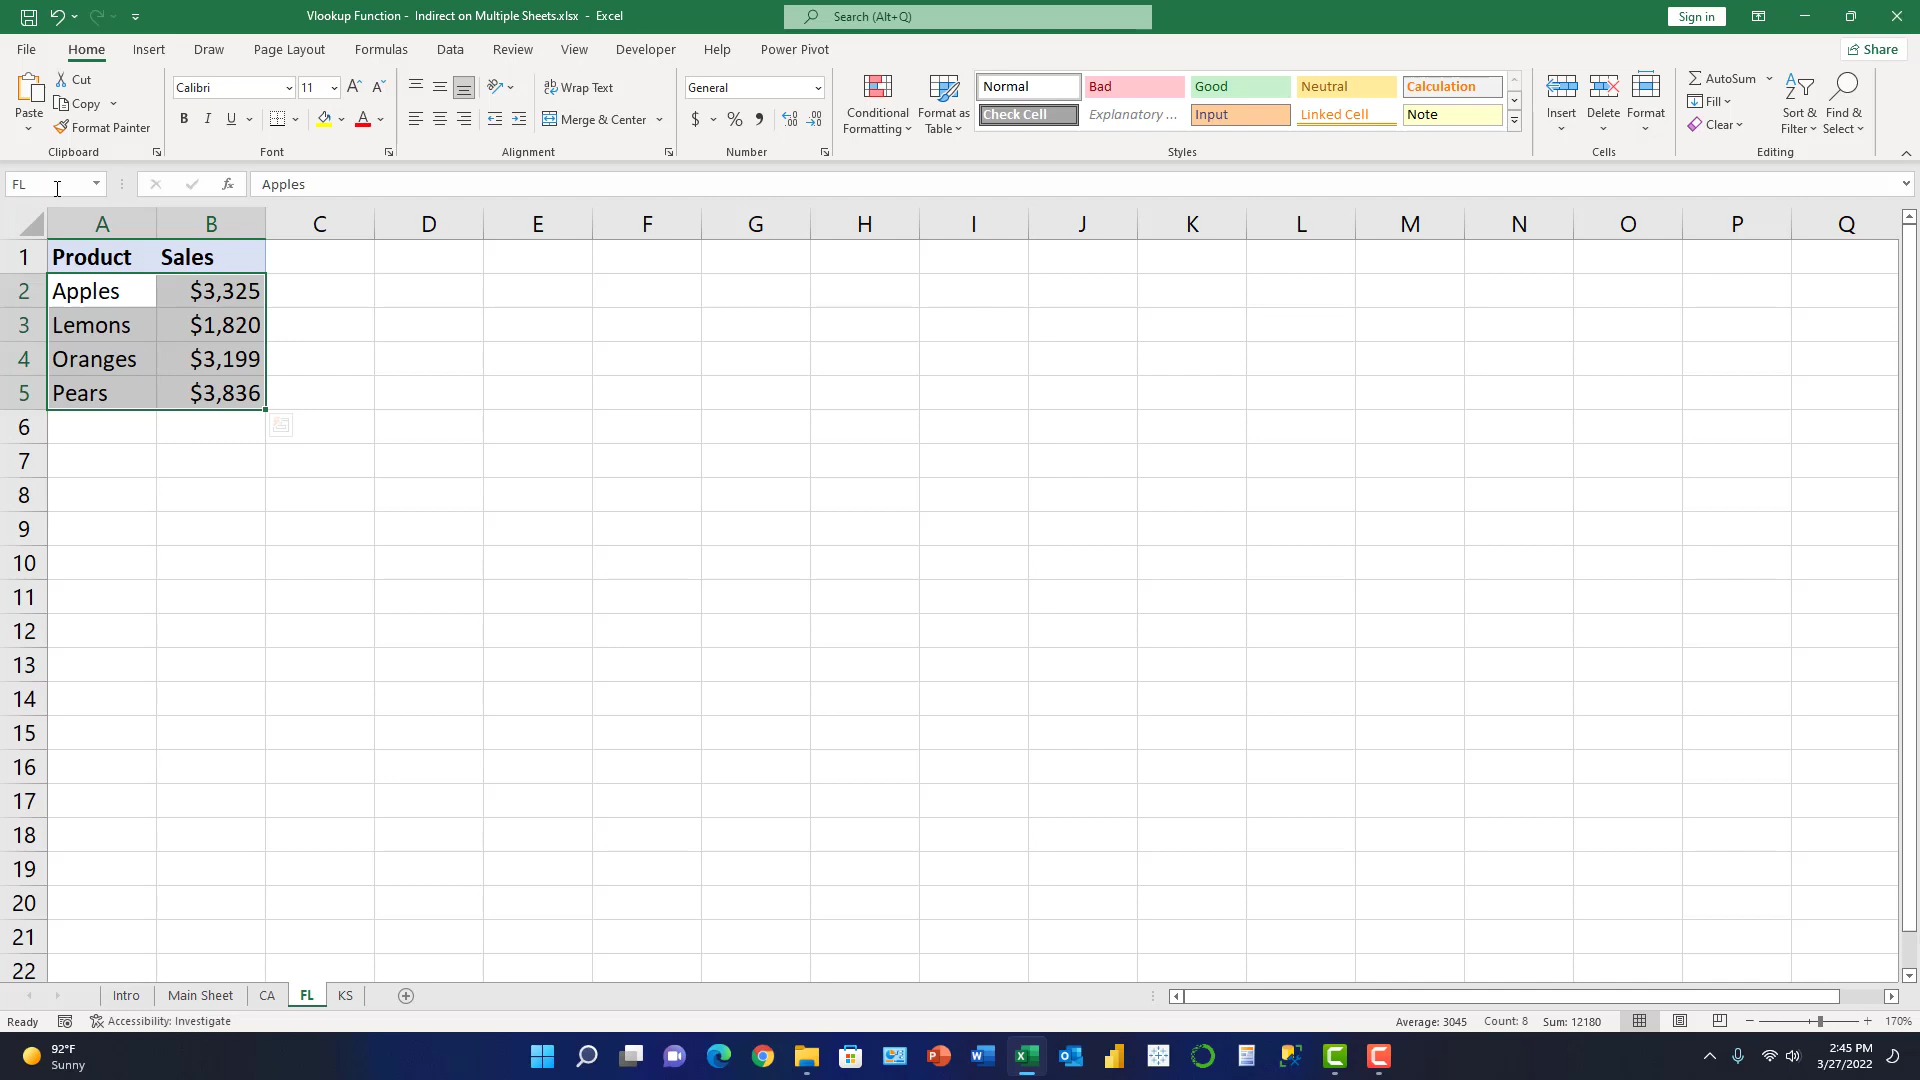 Vlookup Function - Indirect on Multiple Sheets.xlsx - Excel
Search (Alt+Q)
Sign in
File Home Insert Draw Page Layout Formulas Data Review View Developer Help Power Pivot Share
Paste Cut Copy Format Painter Clipboard
Calibri 11 B I U Font
Wrap Text Merge & Center Alignment
General $ % Number
Conditional Formatting Format as Table
Normal Bad Good Neutral Calculation
Check Cell Explanatory ... Input Linked Cell Note
Styles
Insert Delete Format Cells
AutoSum Fill Clear Sort & Filter Find & Select Editing
FL fx Apples
A B C D E F G H I J K L M N O P Q
1 Product Sales
2 Apples $3,325
3 Lemons $1,820
4 Oranges $3,199
5 Pears $3,836
6
7
8
9
10
11
12
13
14
15
16
17
18
19
20
21
22
Intro Main Sheet CA FL KS
Ready Accessibility: Investigate Average: 3045 Count: 8 Sum: 12180 170%
92°F
Sunny
2:45 PM
3/27/2022